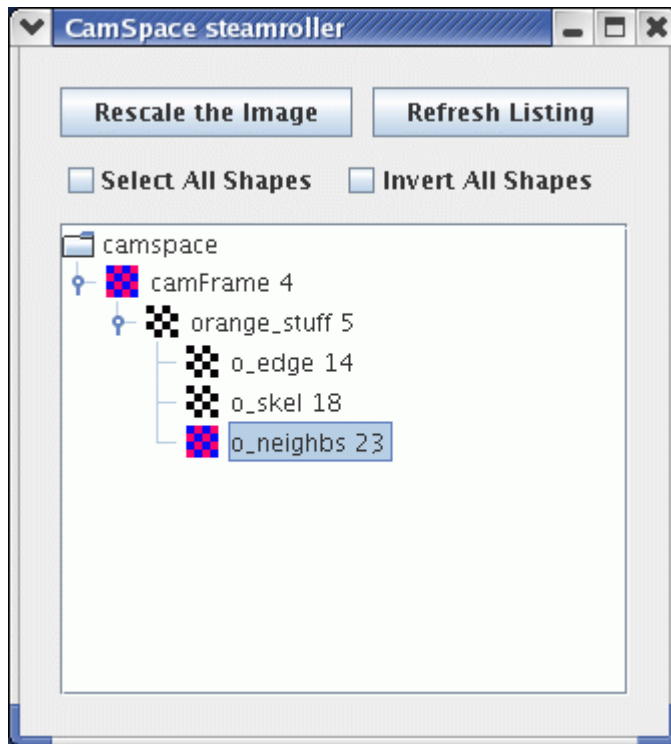 CamSpace steamroller
Rescale the Image Refresh Listing
Select All Shapes Invert All Shapes
camspace
camFrame 4
orange_stuff 5
o_edge 14
o_skel 18
o_neighbs 23